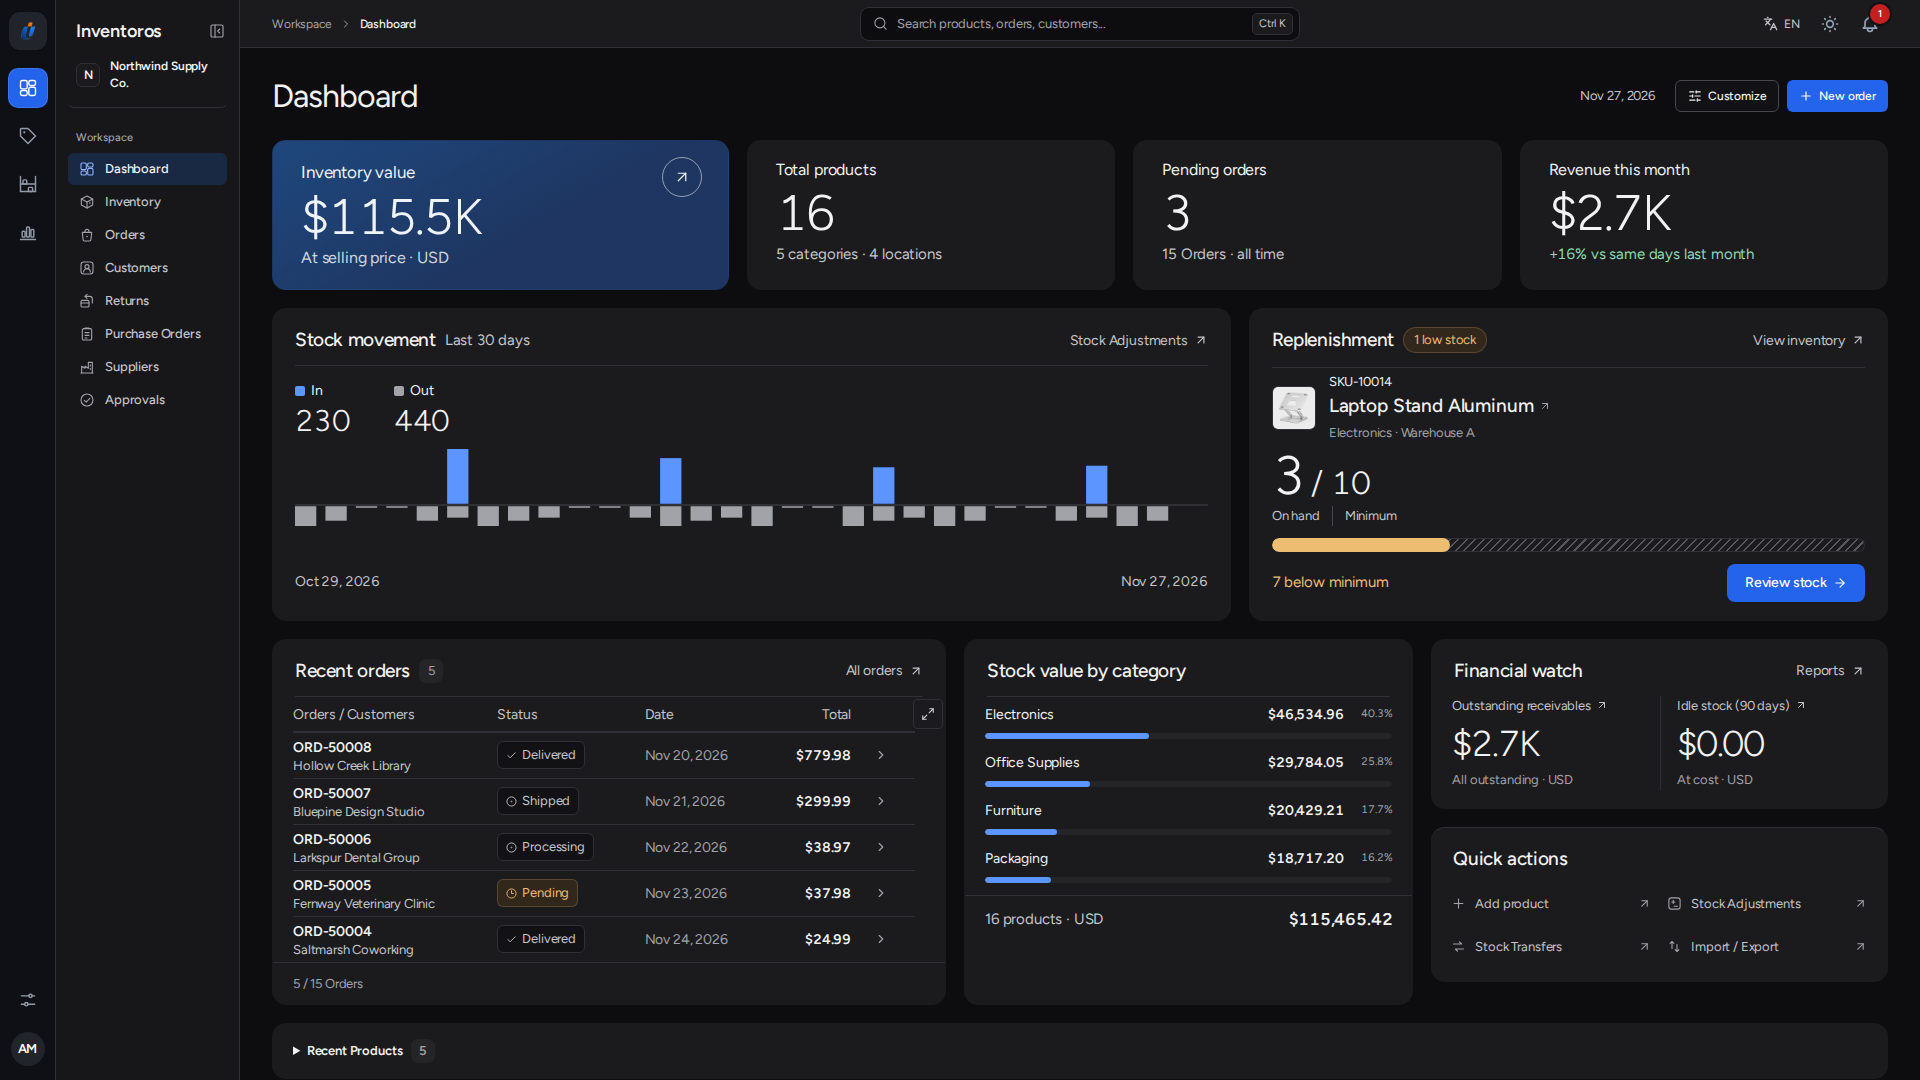 Inventoros
N
Northwind Supply
Co.
Workspace
Dashboard
Inventory
Orders
Customers
Returns
Purchase Orders
Suppliers
Approvals
AM
Workspace
Dashboard
Search products, orders, customers...
Ctrl K
EN
1
Dashboard
Nov 27, 2026
Customize
New order
Inventory value
$115.5K
At selling price · USD
Total products
16
5 categories · 4 locations
Pending orders
3
15 Orders · all time
Revenue this month
$2.7K
+16% vs same days last month
Stock movement Last 30 days
Stock Adjustments
In
230
Out
440
Oct 29, 2026
Nov 27, 2026
Replenishment
1 low stock
View inventory
SKU-10014
Laptop Stand Aluminum
Electronics · Warehouse A
3 / 10
On hand
Minimum
7 below minimum
Review stock
Recent orders 5
All orders
Orders / Customers Status Date Total
ORD-50008
Hollow Creek Library
Delivered Nov 20, 2026 $779.98
ORD-50007
Bluepine Design Studio
Shipped Nov 21, 2026 $299.99
ORD-50006
Larkspur Dental Group
Processing Nov 22, 2026 $38.97
ORD-50005
Fernway Veterinary Clinic
Pending Nov 23, 2026 $37.98
ORD-50004
Saltmarsh Coworking
Delivered Nov 24, 2026 $24.99
5 / 15 Orders
Stock value by category
Electronics $46,534.96 40.3%
Office Supplies $29,784.05 25.8%
Furniture $20,429.21 17.7%
Packaging $18,717.20 16.2%
16 products · USD $115,465.42
Financial watch
Reports
Outstanding receivables
$2.7K
All outstanding · USD
Idle stock (90 days)
$0.00
At cost · USD
Quick actions
Add product
Stock Adjustments
Stock Transfers
Import / Export
Recent Products 5